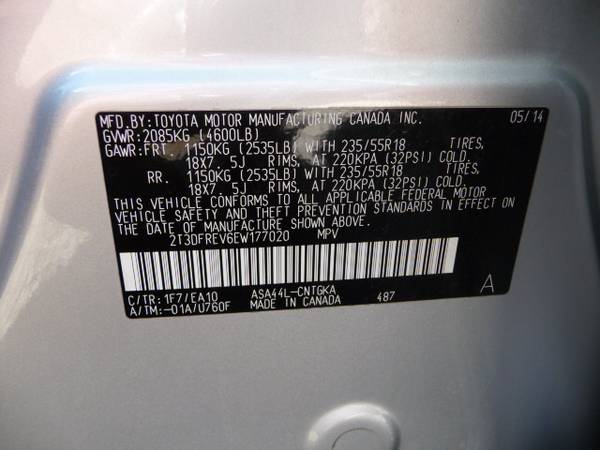 MFD.BY:TOYOTA MOTOR MANUFACTURING CANADA INC. 05/14
GVWR:2085KG (4600LB)
GAWR:FRT. 1150KG (2535LB) WITH 235/55R18 TIRES,
18X7. 5J RIMS, AT 220KPA (32PSI) COLD.
RR. 1150KG (2535LB) WITH 235/55R18 TIRES,
18X7. 5J RIMS, AT 220KPA (32PSI) COLD.
THIS VEHICLE CONFORMS TO ALL APPLICABLE FEDERAL MOTOR
VEHICLE SAFETY AND THEFT PREVENTION STANDARDS IN EFFECT
ON THE DATE OF MANUFACTURE SHOWN ABOVE.
2T3DFREV6EW177020 MPV
C/TR:1F7/EA10 ASA44L-CNTGKA
A/TM:-01A/U760F MADE IN CANADA 487 A